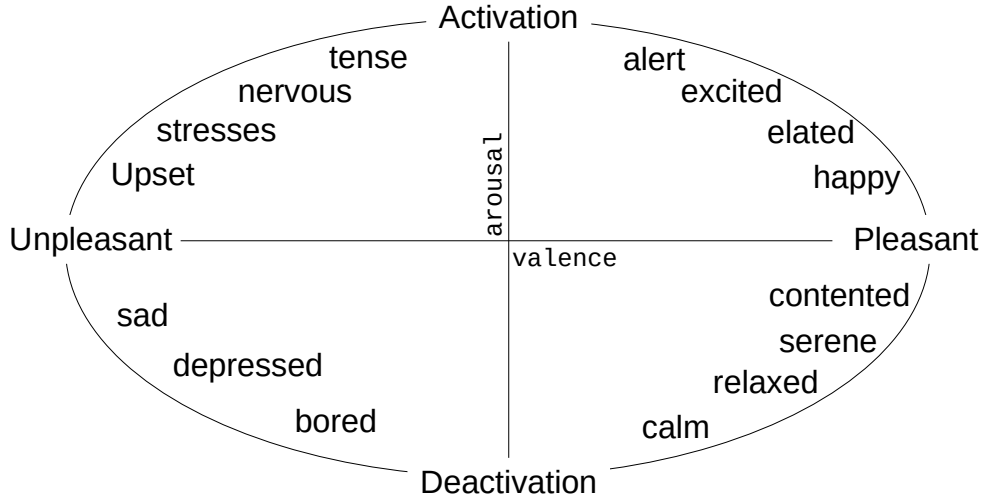 Activation
tense
alert
nervous
excited
stresses
elated
Upset
happy
arousal
Unpleasant
Pleasant
valence
contented
sad
serene
depressed
relaxed
bored
calm
Deactivation